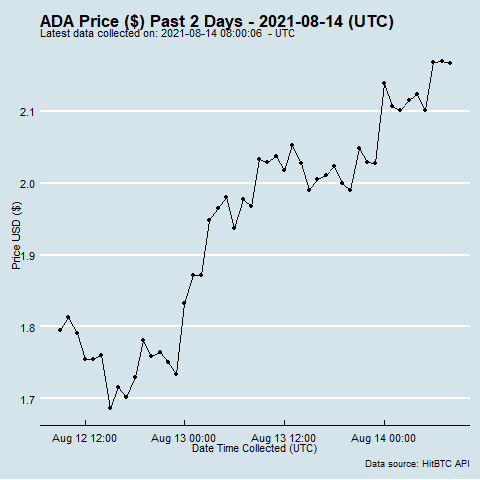 ADA Price ($) Past 2 Days - 2021-08-14 (UTC)
Latest data collected on: 2021-08-14 08:00:06  - UTC
2.1
2.0
1.9
1.8
1.7
Price USD ($)
Aug 12 12:00
Aug 13 00:00
Aug 13 12:00
Aug 14 00:00
Date Time Collected (UTC)
Data source: HitBTC API